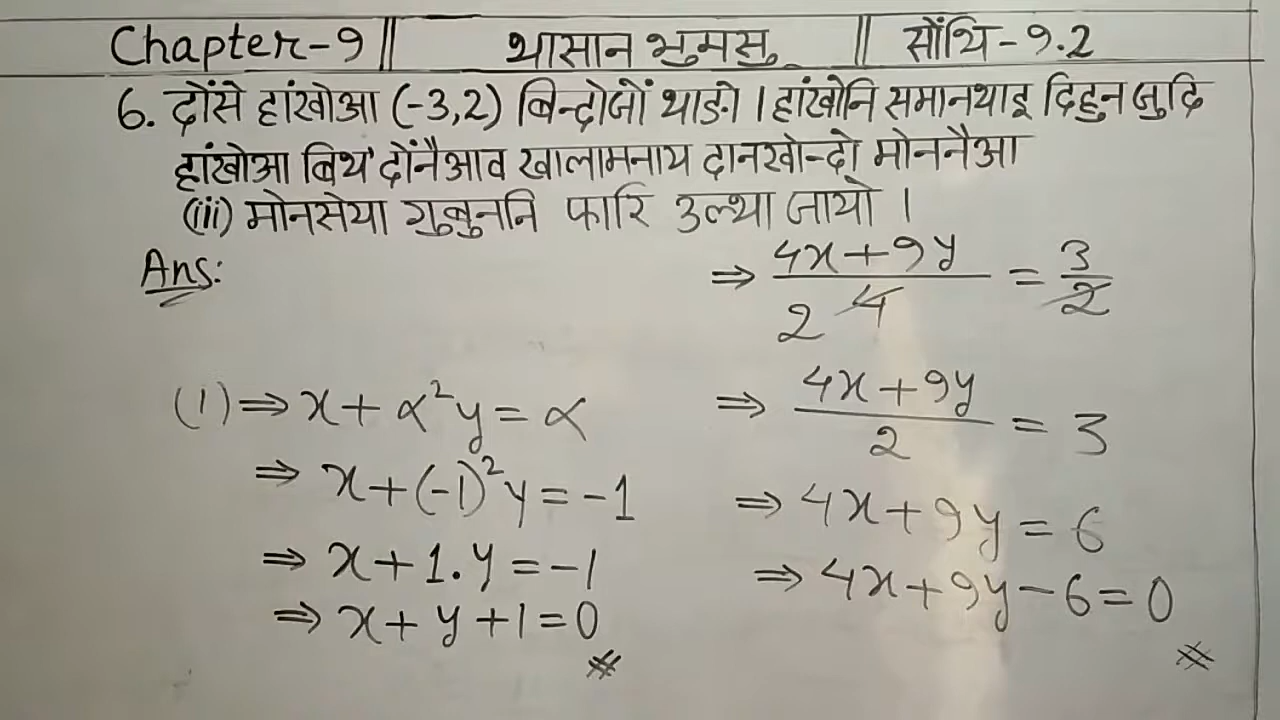 Chapter-9 || थासान भुमसु || सोंथि - 9.2
6. दोंसे हांखोआ (-3,2) बिन्दोजों थाङो । हांखोनि समानथाइ दिहुन जुदि
हांखोआ बिथ' दोंनैआव खालामनाय दानखोन्दो मोननैआ
(iii) मोनसेया गुबुननि फारि उल्था जायो ।
Ans:
(1) ⇒ x + α²y = α
⇒ x + (-1)²y = -1
⇒ x + 1.y = -1
⇒ x + y + 1 = 0
⇒ 4x + 9y / 2 4 = 3/2
⇒ 4x + 9y / 2 = 3
⇒ 4x + 9y = 6
⇒ 4x + 9y - 6 = 0